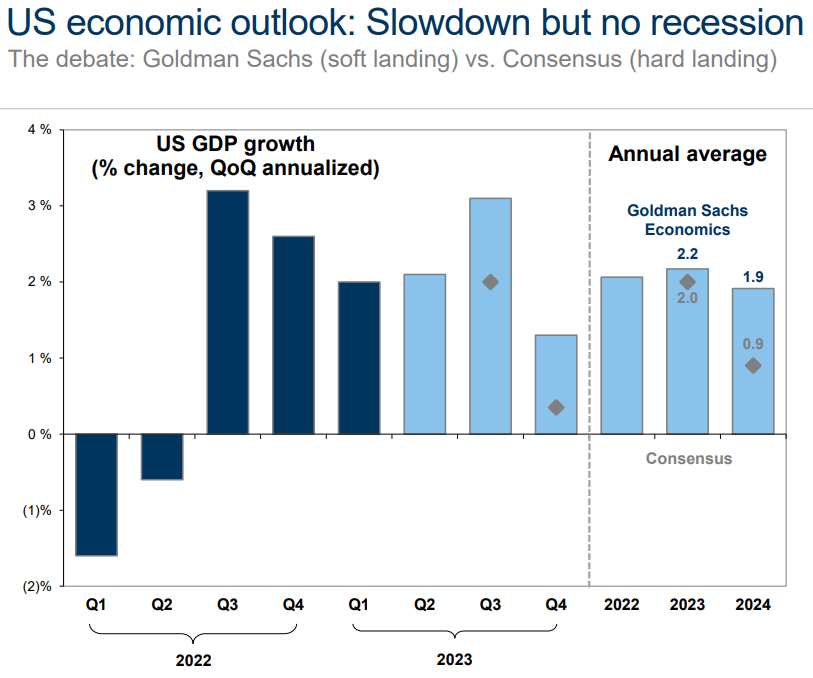 US economic outlook: Slowdown but no recession
The debate: Goldman Sachs (soft landing) vs. Consensus (hard landing)
US GDP growth
(% change, QoQ annualized)
Annual average
Goldman Sachs
Economics
2.2
2.0
1.9
0.9
Consensus
4 %
3 %
2 %
1 %
0 %
(1)%
(2)%
Q1 Q2 Q3 Q4 Q1 Q2 Q3 Q4 2022 2023 2024
2022 2023